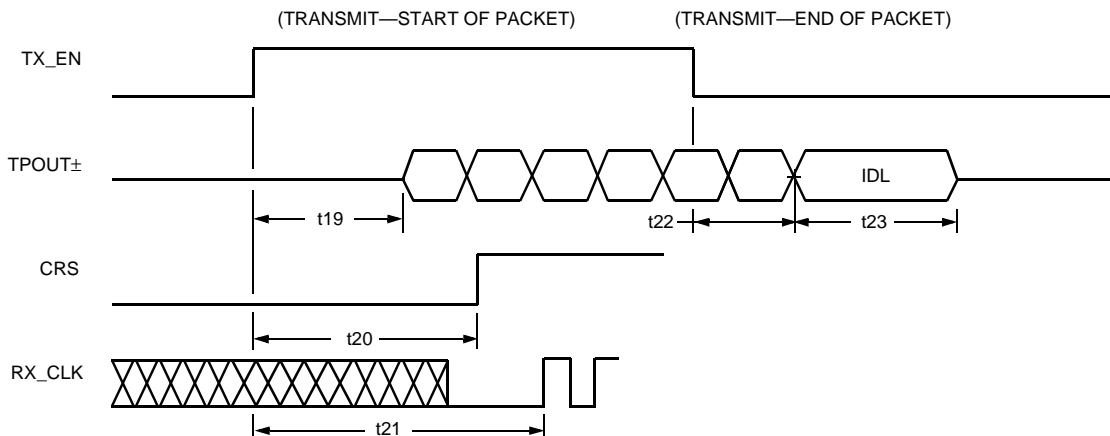 (TRANSMIT—START OF PACKET) (TRANSMIT—END OF PACKET)
TX_EN
TPOUT±
IDL
t19
t22
t23
CRS
t20
RX_CLK
t21